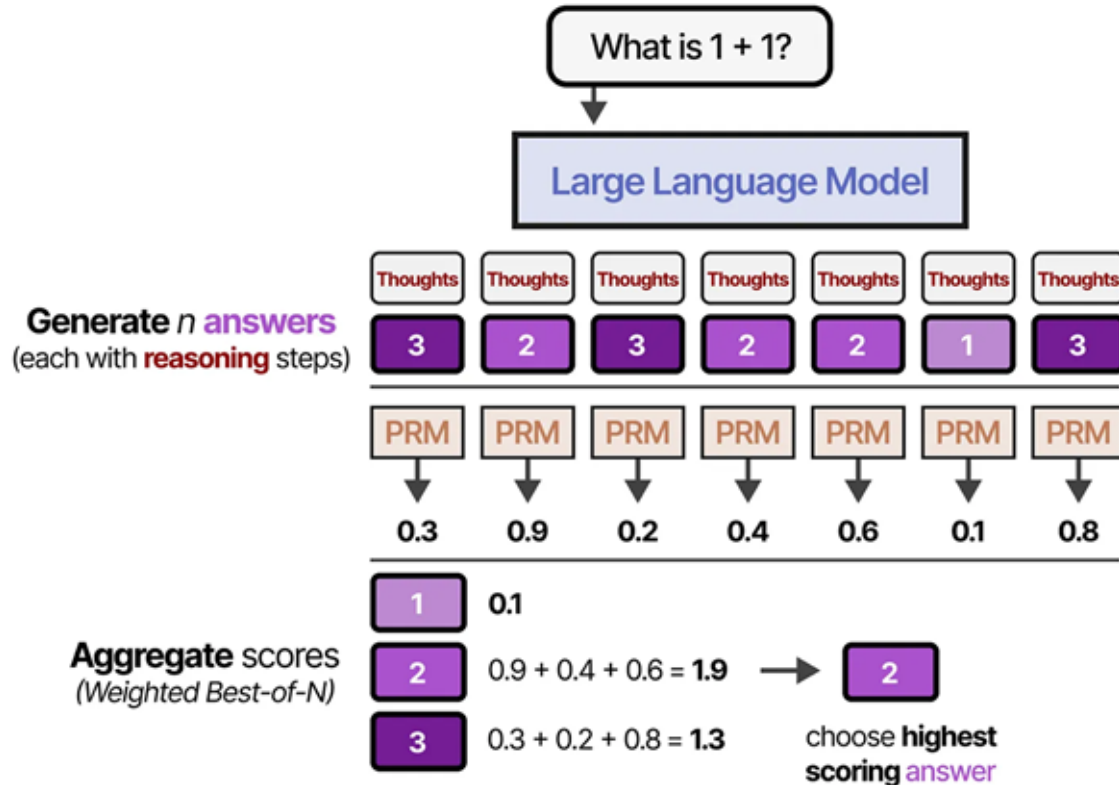 What is 1 + 1?
Large Language Model
Thoughts Thoughts Thoughts Thoughts Thoughts Thoughts Thoughts
Generate n answers
(each with reasoning steps)
3 2 3 2 2 1 3
PRM PRM PRM PRM PRM PRM PRM
0.3 0.9 0.2 0.4 0.6 0.1 0.8
Aggregate scores
(Weighted Best-of-N)
1 0.1
2 0.9 + 0.4 + 0.6 = 1.9 2
3 0.3 + 0.2 + 0.8 = 1.3
choose highest
scoring answer